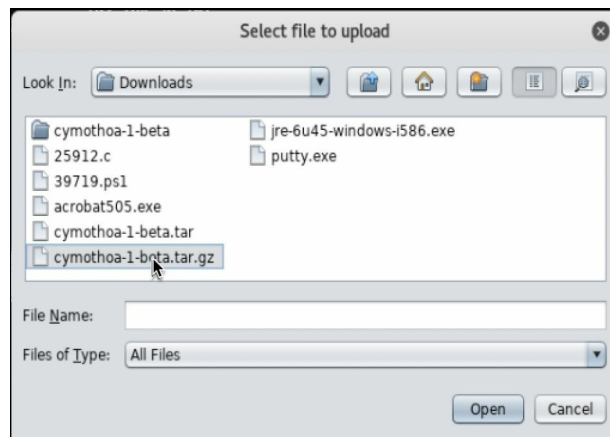 Select file to upload
Look In: Downloads
cymothoa-1-beta
25912.c
39719.ps1
acrobat505.exe
cymothoa-1-beta.tar
cymothoa-1-beta.tar.gz
jre-6u45-windows-i586.exe
putty.exe
File Name:
Files of Type: All Files
Open Cancel